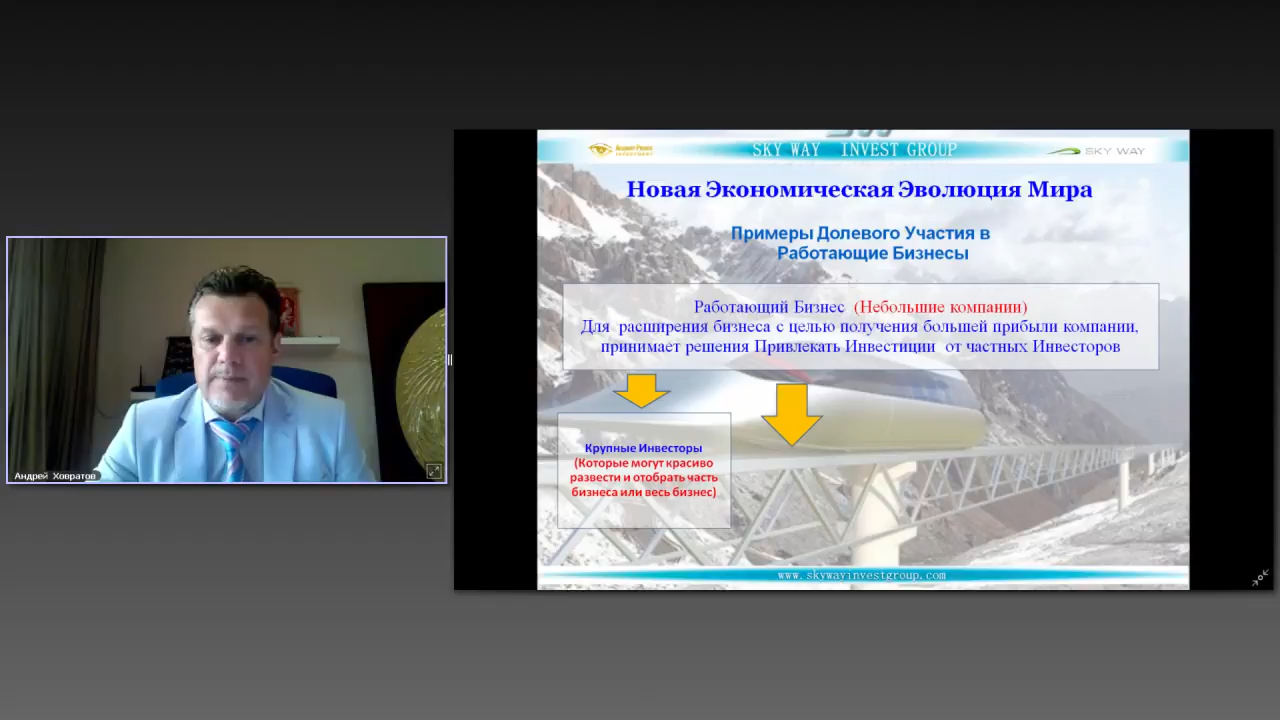 SKY WAY INVEST GROUP
SKY WAY
Новая Экономическая Эволюция Мира
Примеры Долевого Участия в
Работающие Бизнесы
Работающий Бизнес (Небольшие компании)
Для расширения бизнеса с целью получения большей прибыли компании,
принимает решения Привлекать Инвестиции от частных Инвесторов
Крупные Инвесторы
(Которые могут красиво
развести и отобрать часть
бизнеса или весь бизнес)
Андрей Ховратов
www.skywayinvestgroup.com